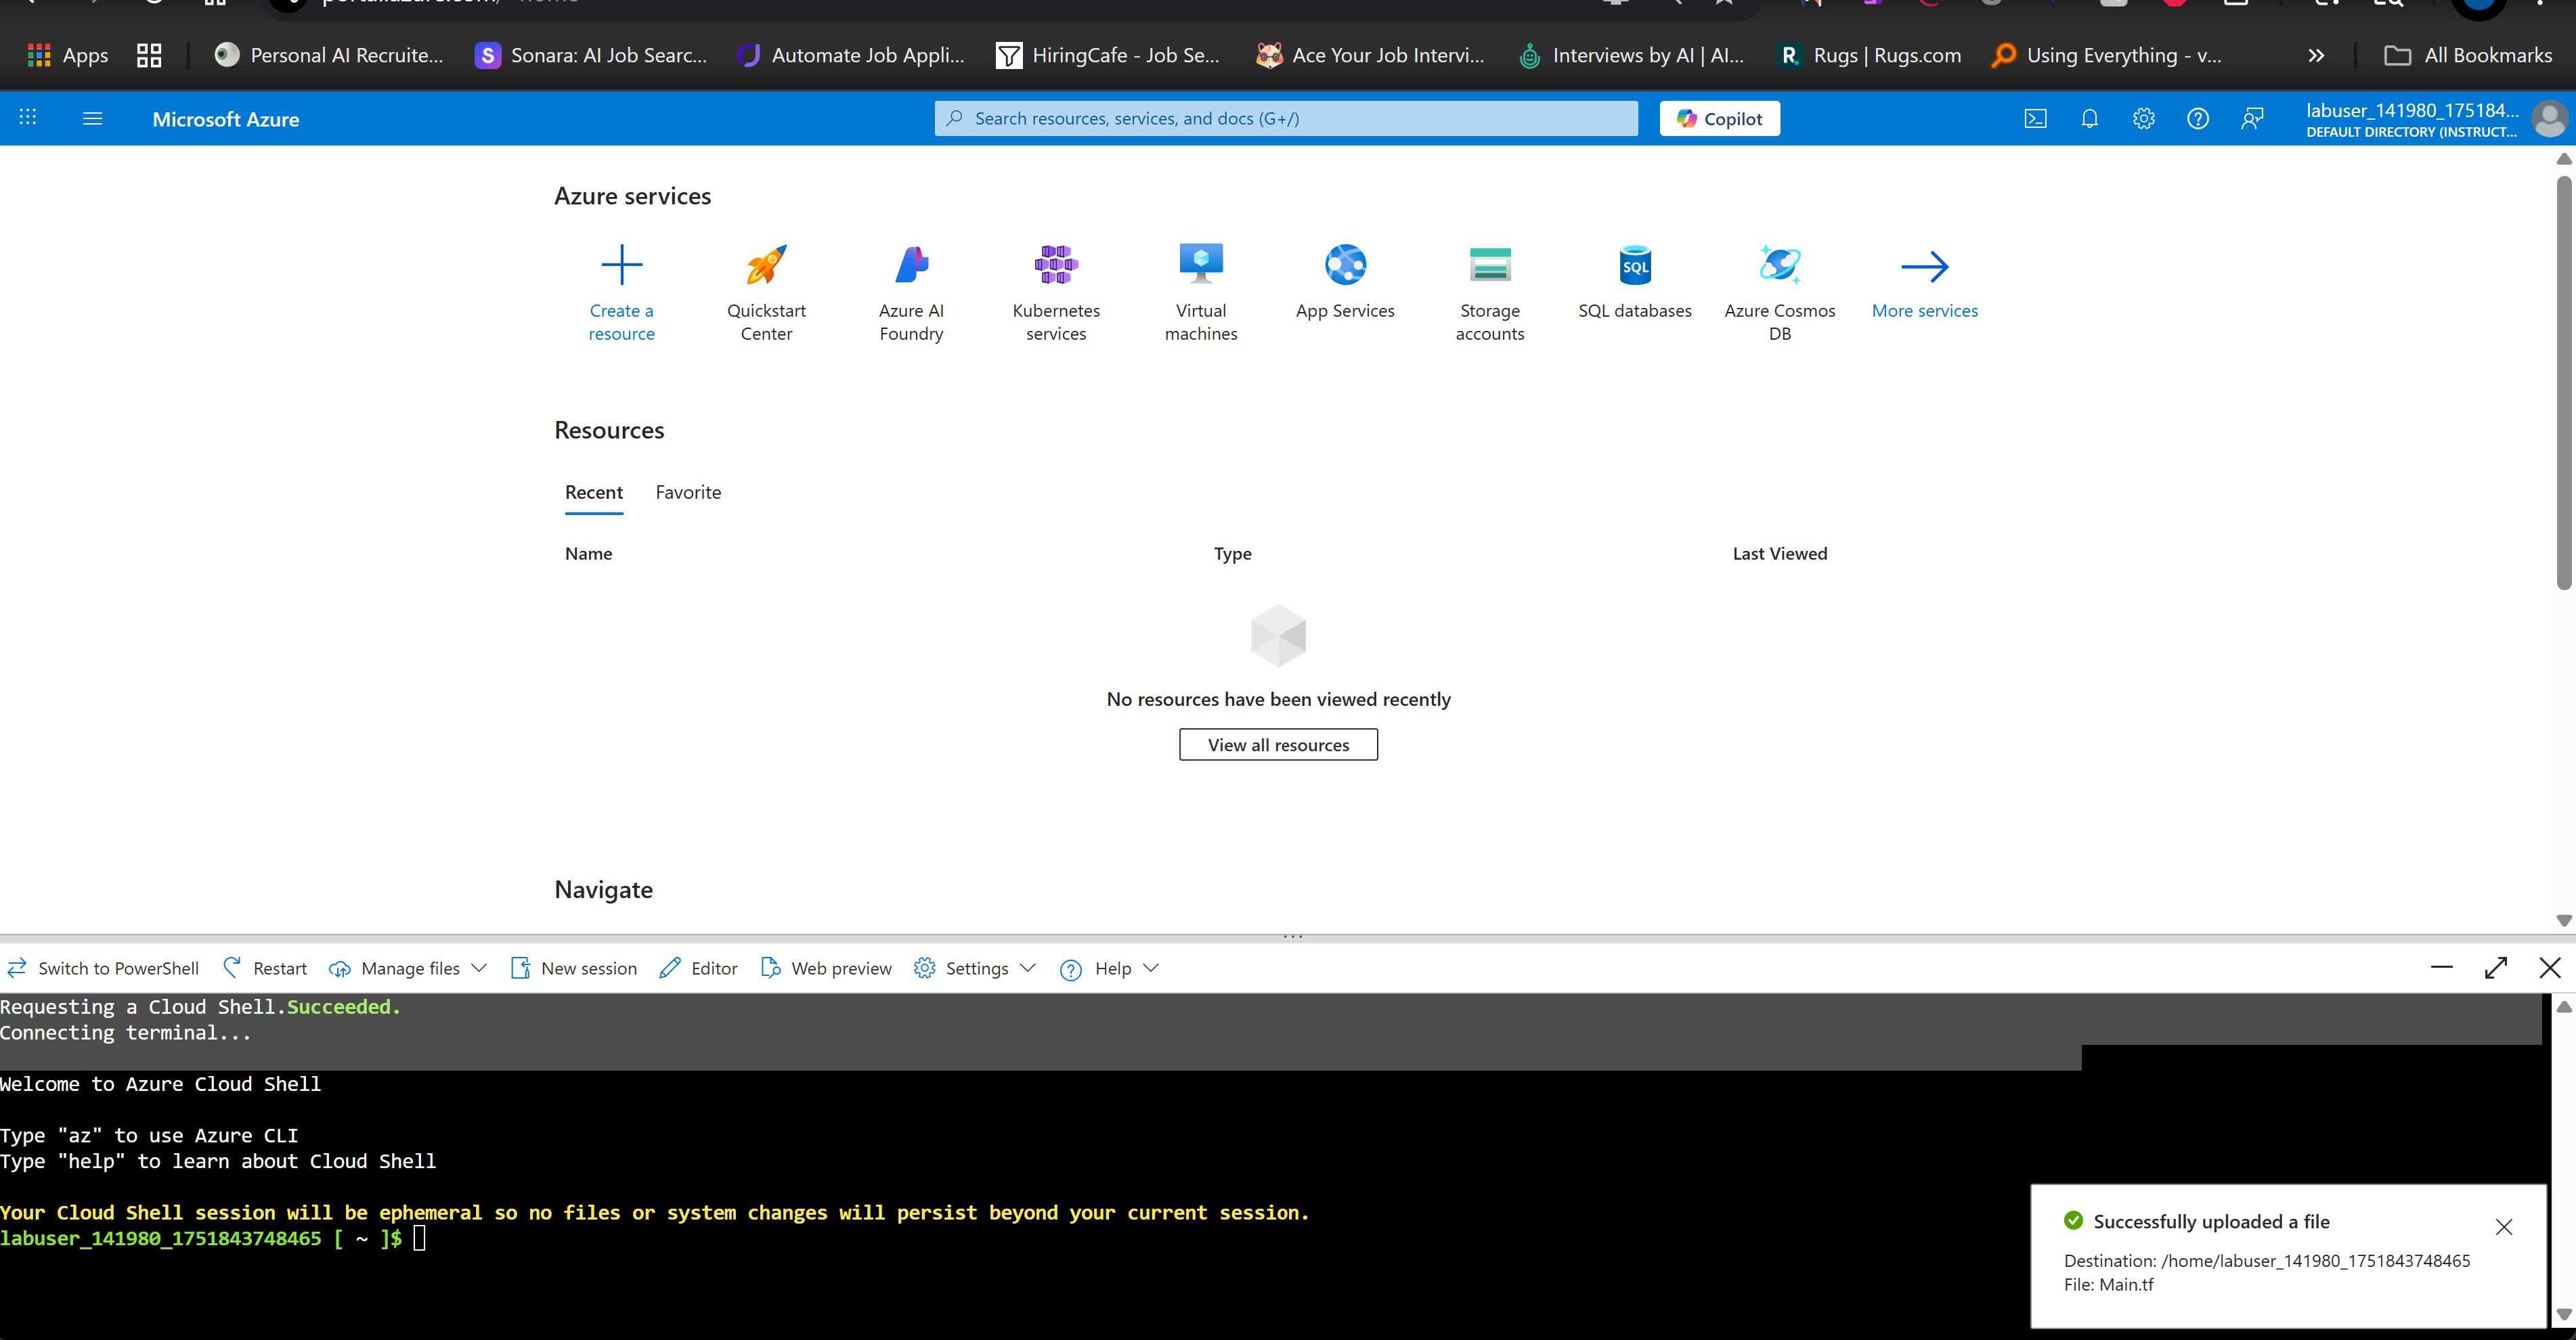 Apps
Personal AI Recruite...
Sonara: AI Job Searc...
Automate Job Appli...
HiringCafe - Job Se...
Ace Your Job Intervi...
Interviews by AI | AI...
Rugs | Rugs.com
Using Everything - v...
All Bookmarks
Microsoft Azure
Search resources, services, and docs (G+/)
Copilot
labuser_141980_175184...
DEFAULT DIRECTORY (INSTRUCT...
Azure services
Create a
resource
Quickstart
Center
Azure AI
Foundry
Kubernetes
services
Virtual
machines
App Services
Storage
accounts
SQL
SQL databases
Azure Cosmos
DB
More services
Resources
Recent Favorite
Name Type Last Viewed
No resources have been viewed recently
View all resources
Navigate
Switch to PowerShell Restart Manage files New session Editor Web preview Settings Help
Requesting a Cloud Shell.Succeeded.
Connecting terminal...
Welcome to Azure Cloud Shell
Type "az" to use Azure CLI
Type "help" to learn about Cloud Shell
Your Cloud Shell session will be ephemeral so no files or system changes will persist beyond your current session.
labuser_141980_1751843748465 [ ~ ]$
Successfully uploaded a file
Destination: /home/labuser_141980_1751843748465
File: Main.tf